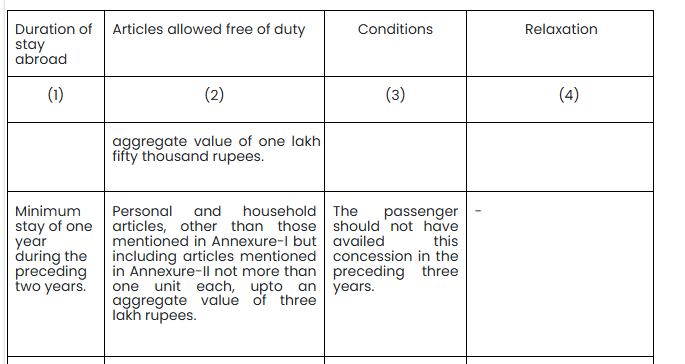 Duration of stay abroad
Articles allowed free of duty
Conditions
Relaxation
(1)
(2)
(3)
(4)
aggregate value of one lakh
fifty thousand rupees.
Minimum
stay of one
year
during the
preceding
two years.
Personal and household
articles, other than those
mentioned in Annexure-I but
including articles mentioned
in Annexure-II not more than
one unit each, upto an
aggregate value of three
lakh rupees.
The passenger
should not have
availed this
concession in the
preceding three
years.
-